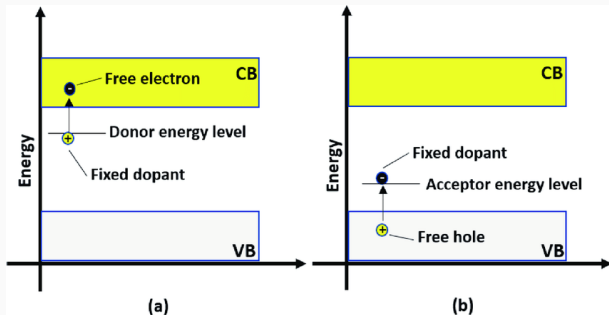 CB
Free electron
Donor energy level
Fixed dopant
Energy
VB
(a)
CB
Fixed dopant
Acceptor energy level
Energy
Free hole
VB
(b)